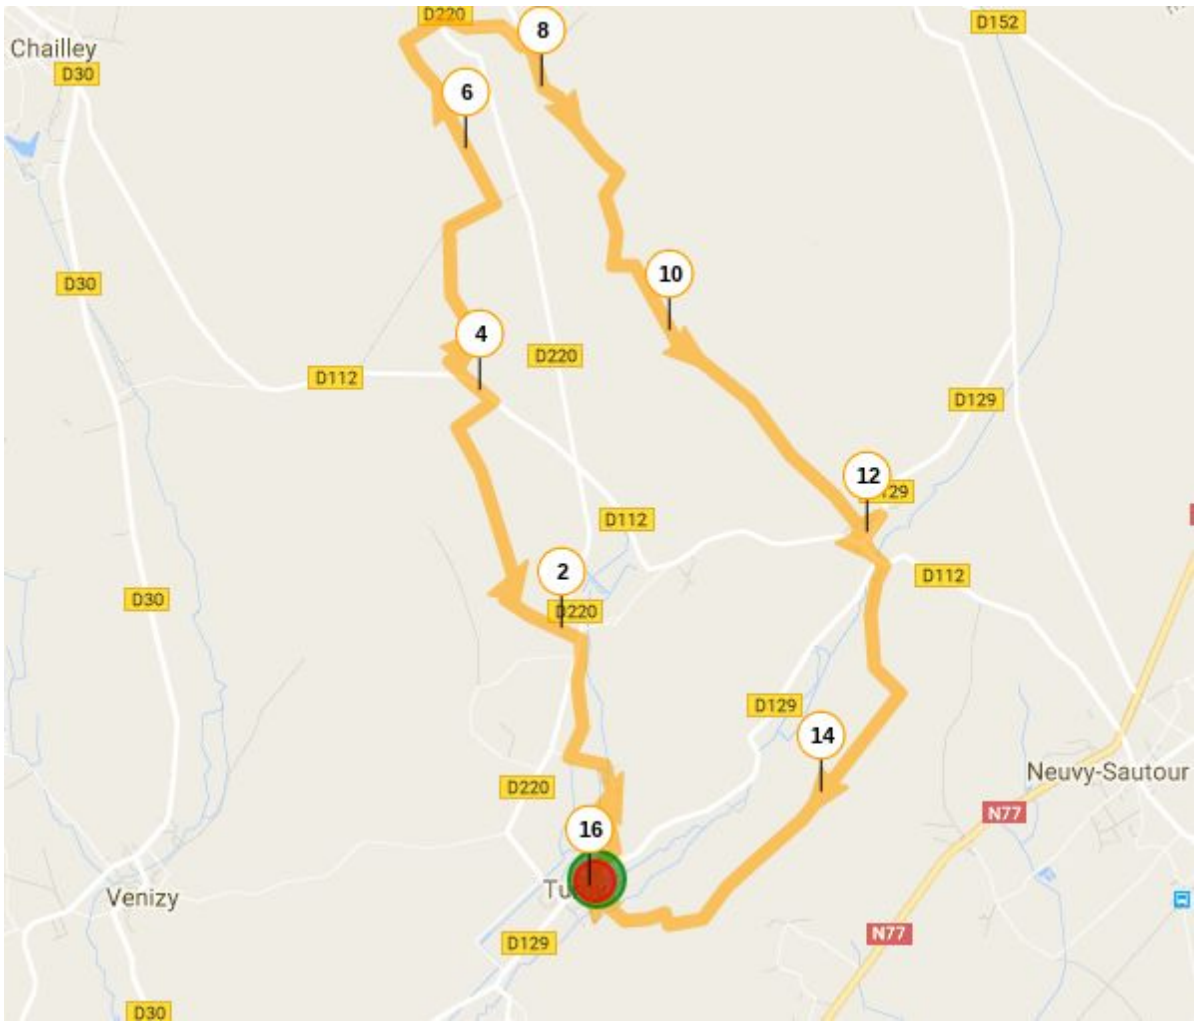 D220
8
D152
Chailley
D30
6
10
D30
4
D220
D112
D129
12
D112
2
D112
D30
D220
D129
14
Neuvy-Sautour
D220
N77
16
Venizy
N77
D129
D30